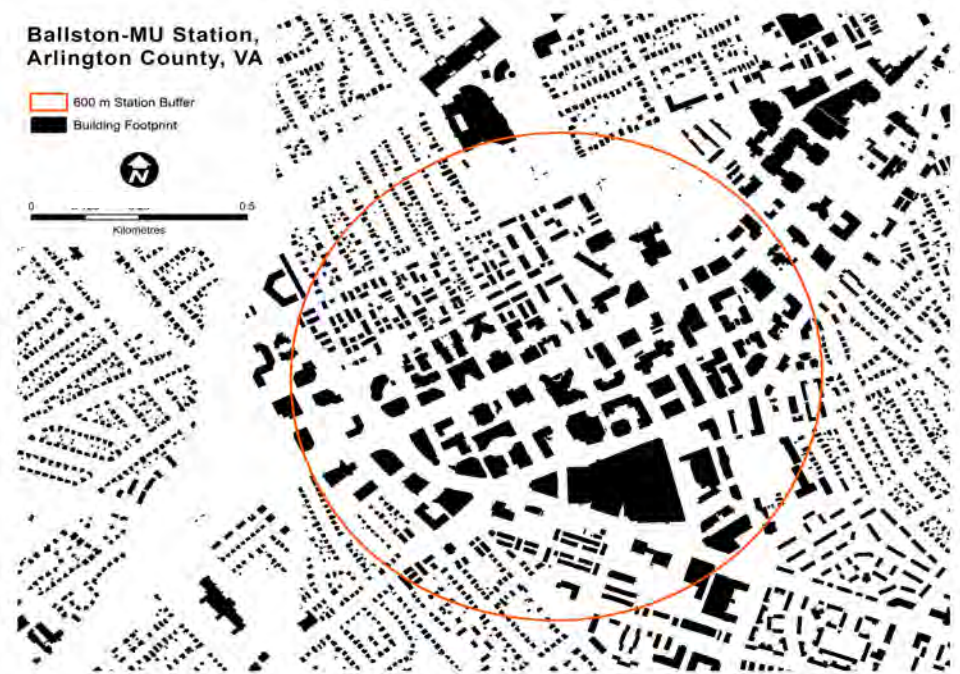 Ballston-MU Station,
Arlington County, VA
600 m Station Buffer
Building Footprint
N
0 0.5
Kilometres